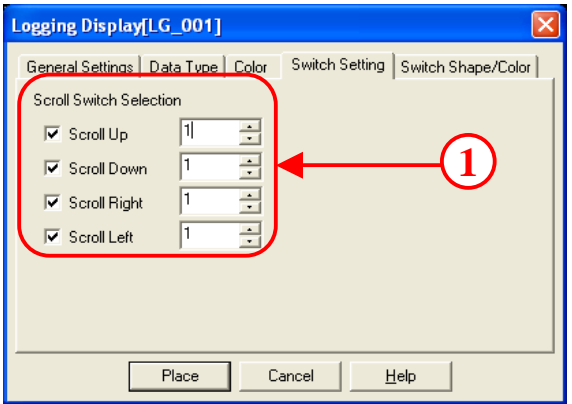 Logging Display[LG_001]
General Settings Data Type Color Switch Setting Switch Shape/Color
Scroll Switch Selection
Scroll Up 1
Scroll Down 1
1
Scroll Right 1
Scroll Left 1
Place Cancel Help